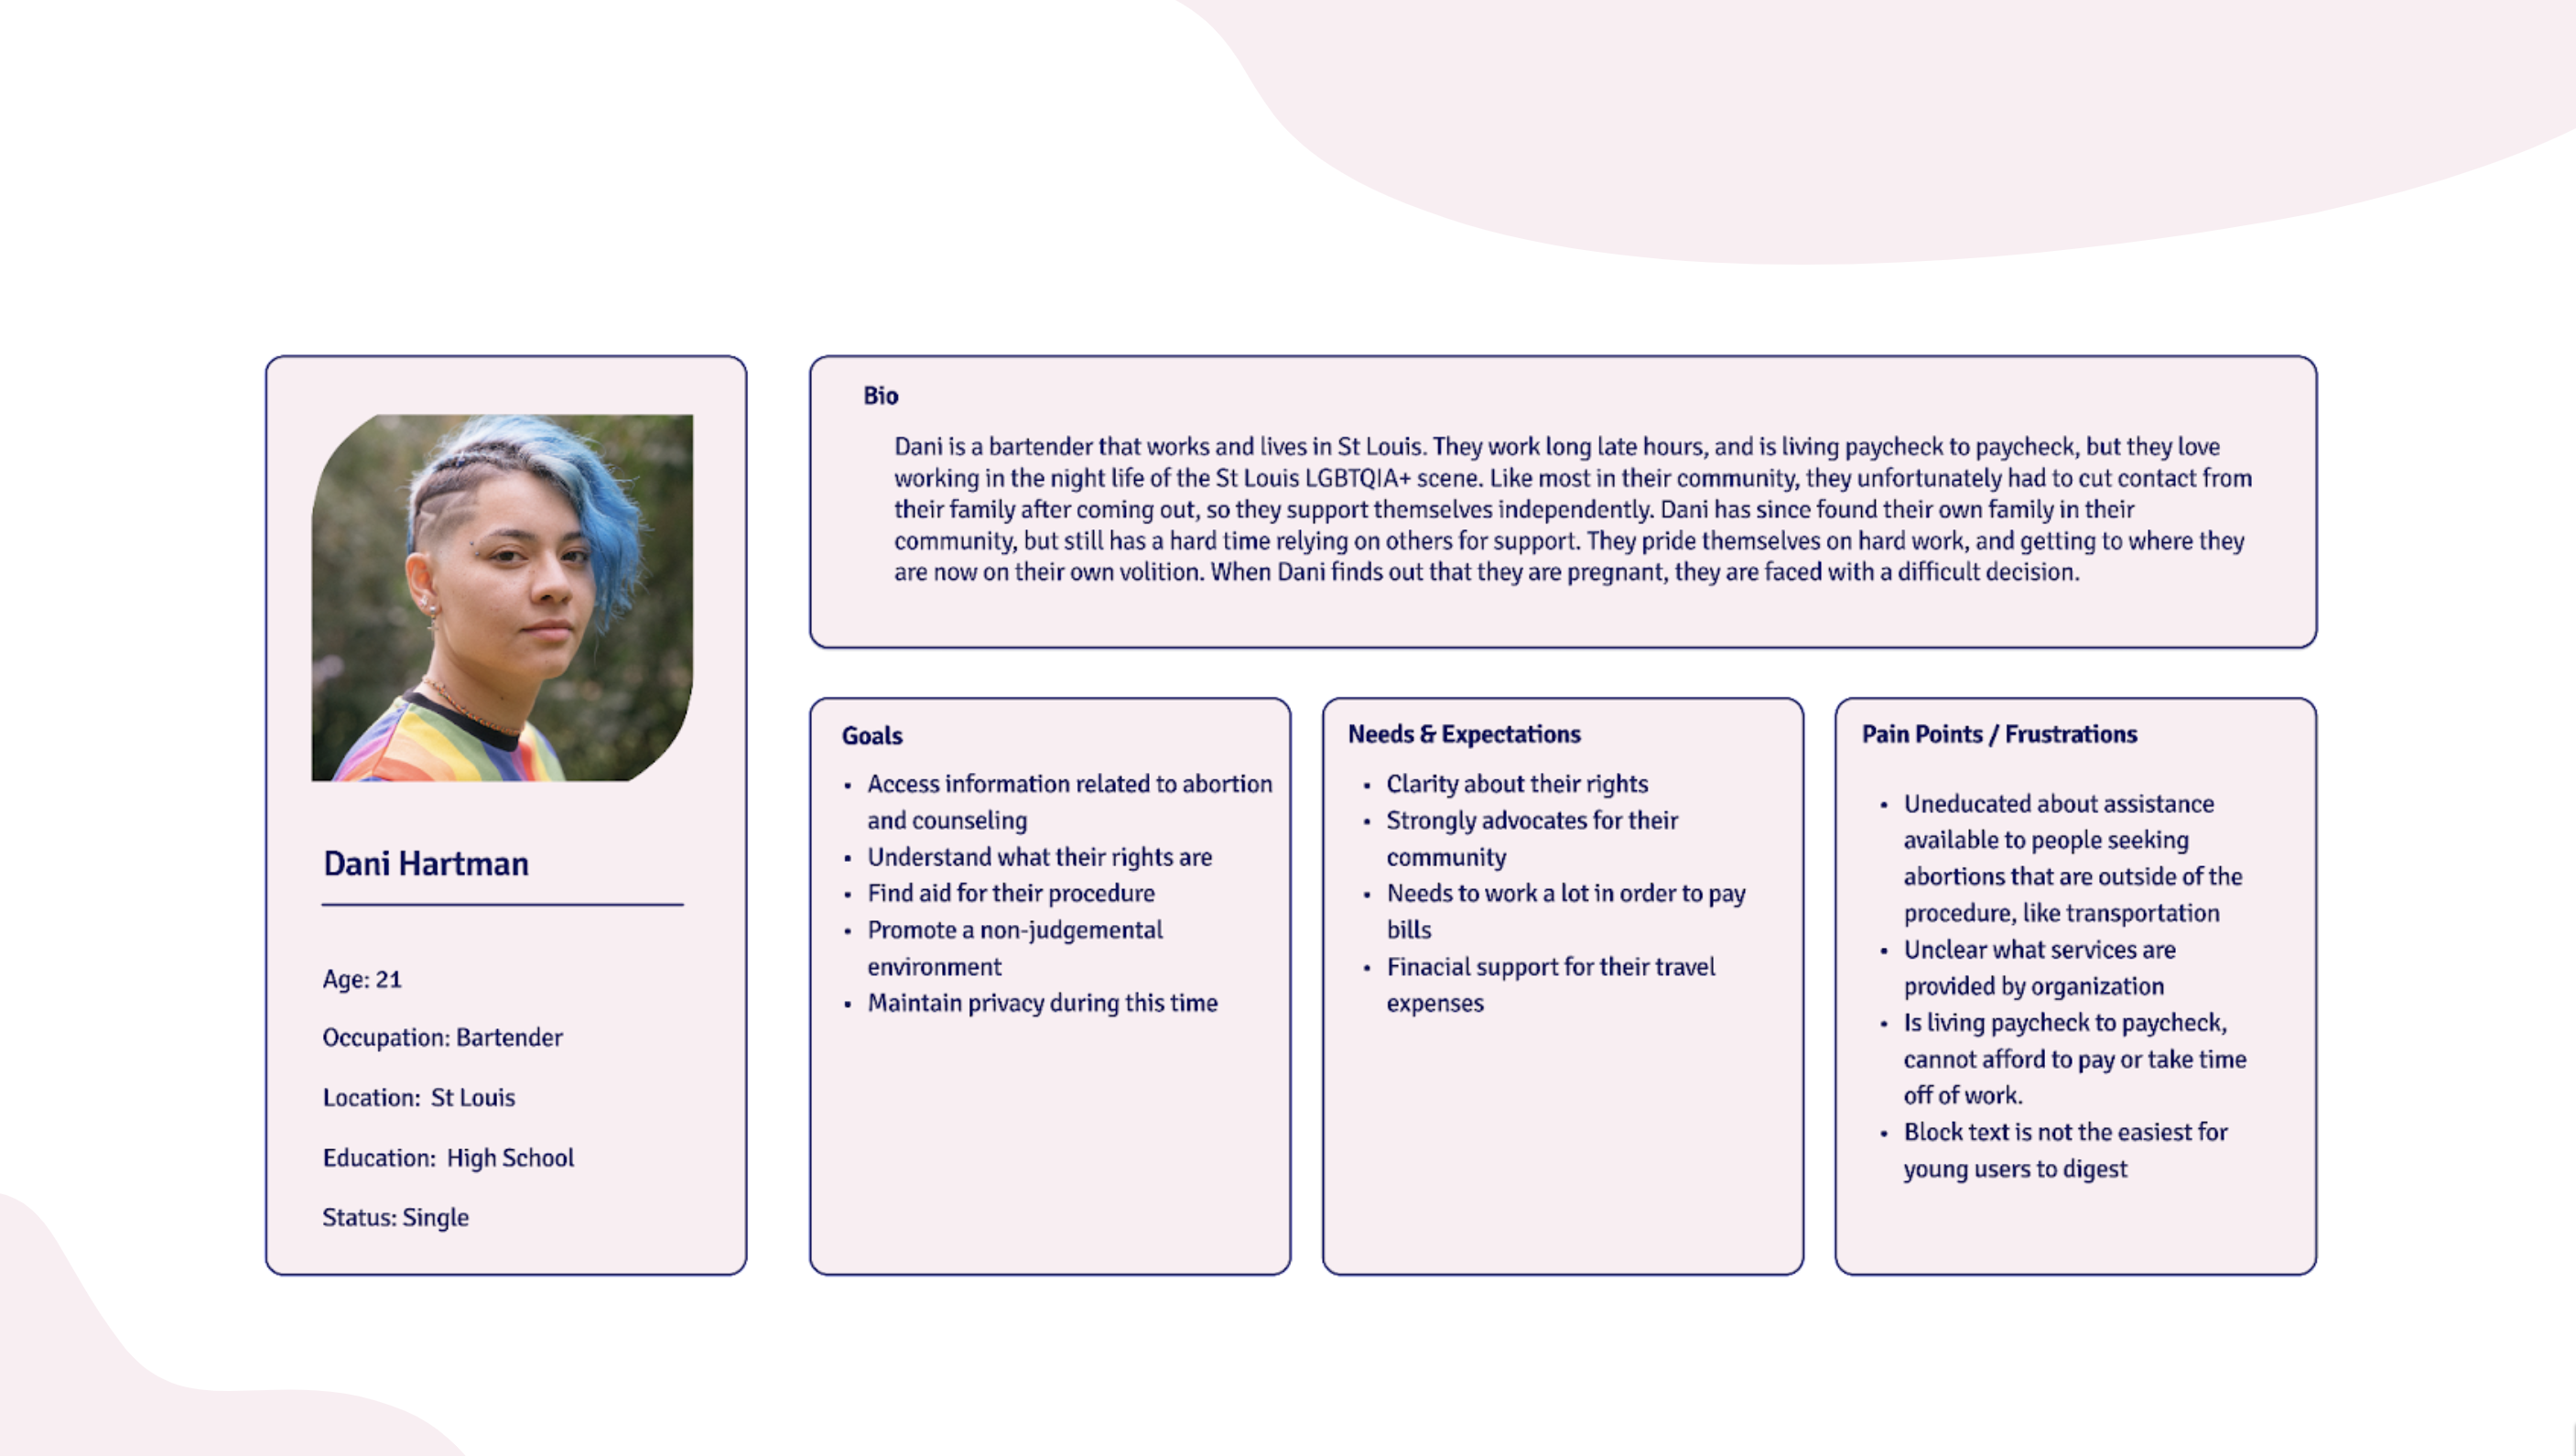 Dani Hartman
Age: 21
Occupation: Bartender
Location: St Louis
Education: High School
Status: Single
Bio
Dani is a bartender that works and lives in St Louis. They work long late hours, and is living paycheck to paycheck, but they love
working in the night life of the St Louis LGBTQIA+ scene. Like most in their community, they unfortunately had to cut contact from
their family after coming out, so they support themselves independently. Dani has since found their own family in their
community, but still has a hard time relying on others for support. They pride themselves on hard work, and getting to where they
are now on their own volition. When Dani finds out that they are pregnant, they are faced with a difficult decision.
Goals
• Access information related to abortion
and counseling
• Understand what their rights are
• Find aid for their procedure
• Promote a non-judgemental
environment
• Maintain privacy during this time
Needs & Expectations
• Clarity about their rights
• Strongly advocates for their
community
• Needs to work a lot in order to pay
bills
• Finacial support for their travel
expenses
Pain Points / Frustrations
• Uneducated about assistance
available to people seeking
abortions that are outside of the
procedure, like transportation
• Unclear what services are
provided by organization
• Is living paycheck to paycheck,
cannot afford to pay or take time
off of work.
• Block text is not the easiest for
young users to digest